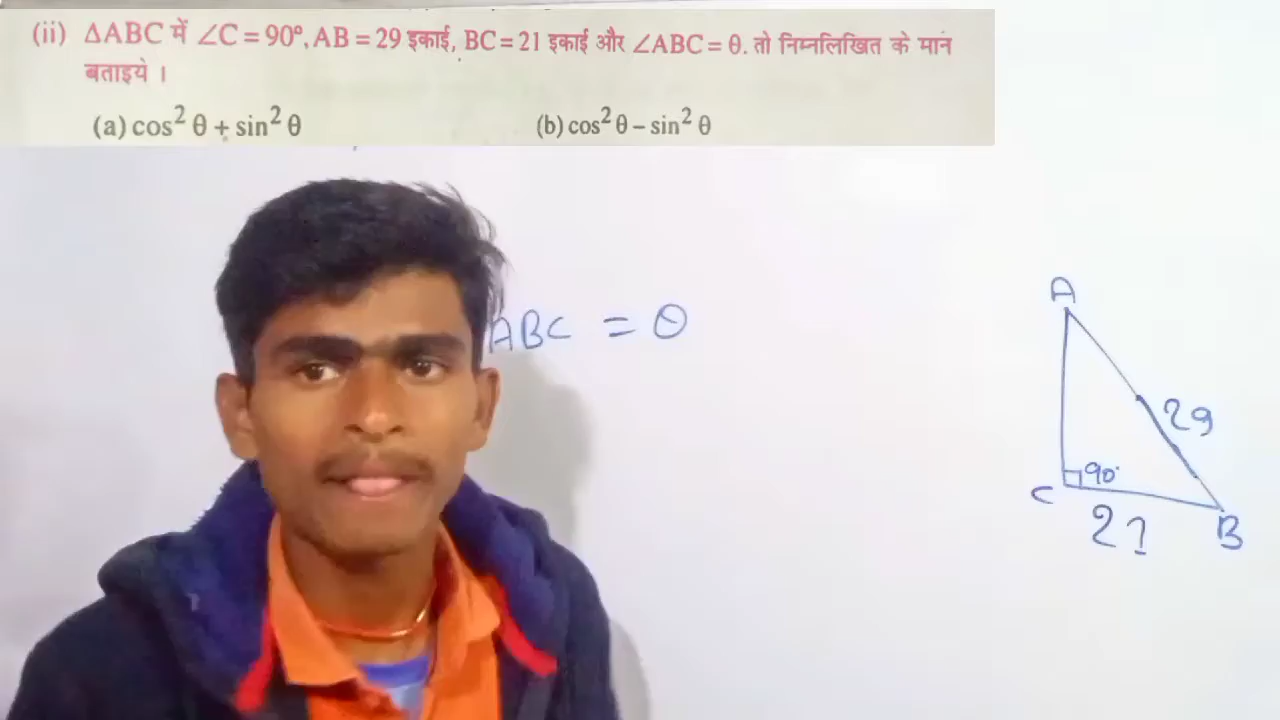 (ii) ΔABC में ∠C = 90°, AB = 29 इकाई, BC = 21 इकाई और ∠ABC = θ. तो निम्नलिखित के मान
बताइये ।
(a) cos² θ + sin² θ (b) cos² θ – sin² θ
ABC = θ
A
29
90°
C
21
B